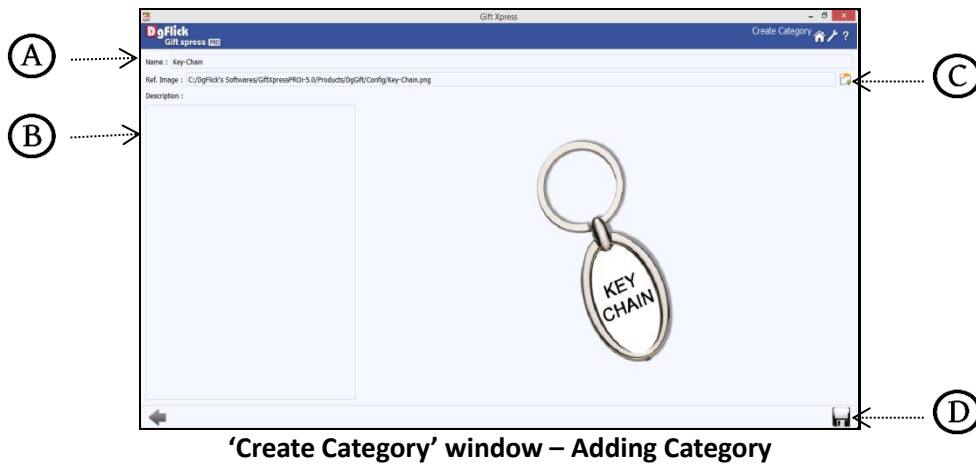 Gift Xpress
DgFlick
Gift xpress PRO
Create Category
?
A
Name : Key-Chain
Ref. Image : C:/DgFlick's Softwares/GiftXpressPROi-5.0/Products/DgGift/Config/Key-Chain.png
C
Description :
B
KEY
CHAIN
D
‘Create Category’ window – Adding Category